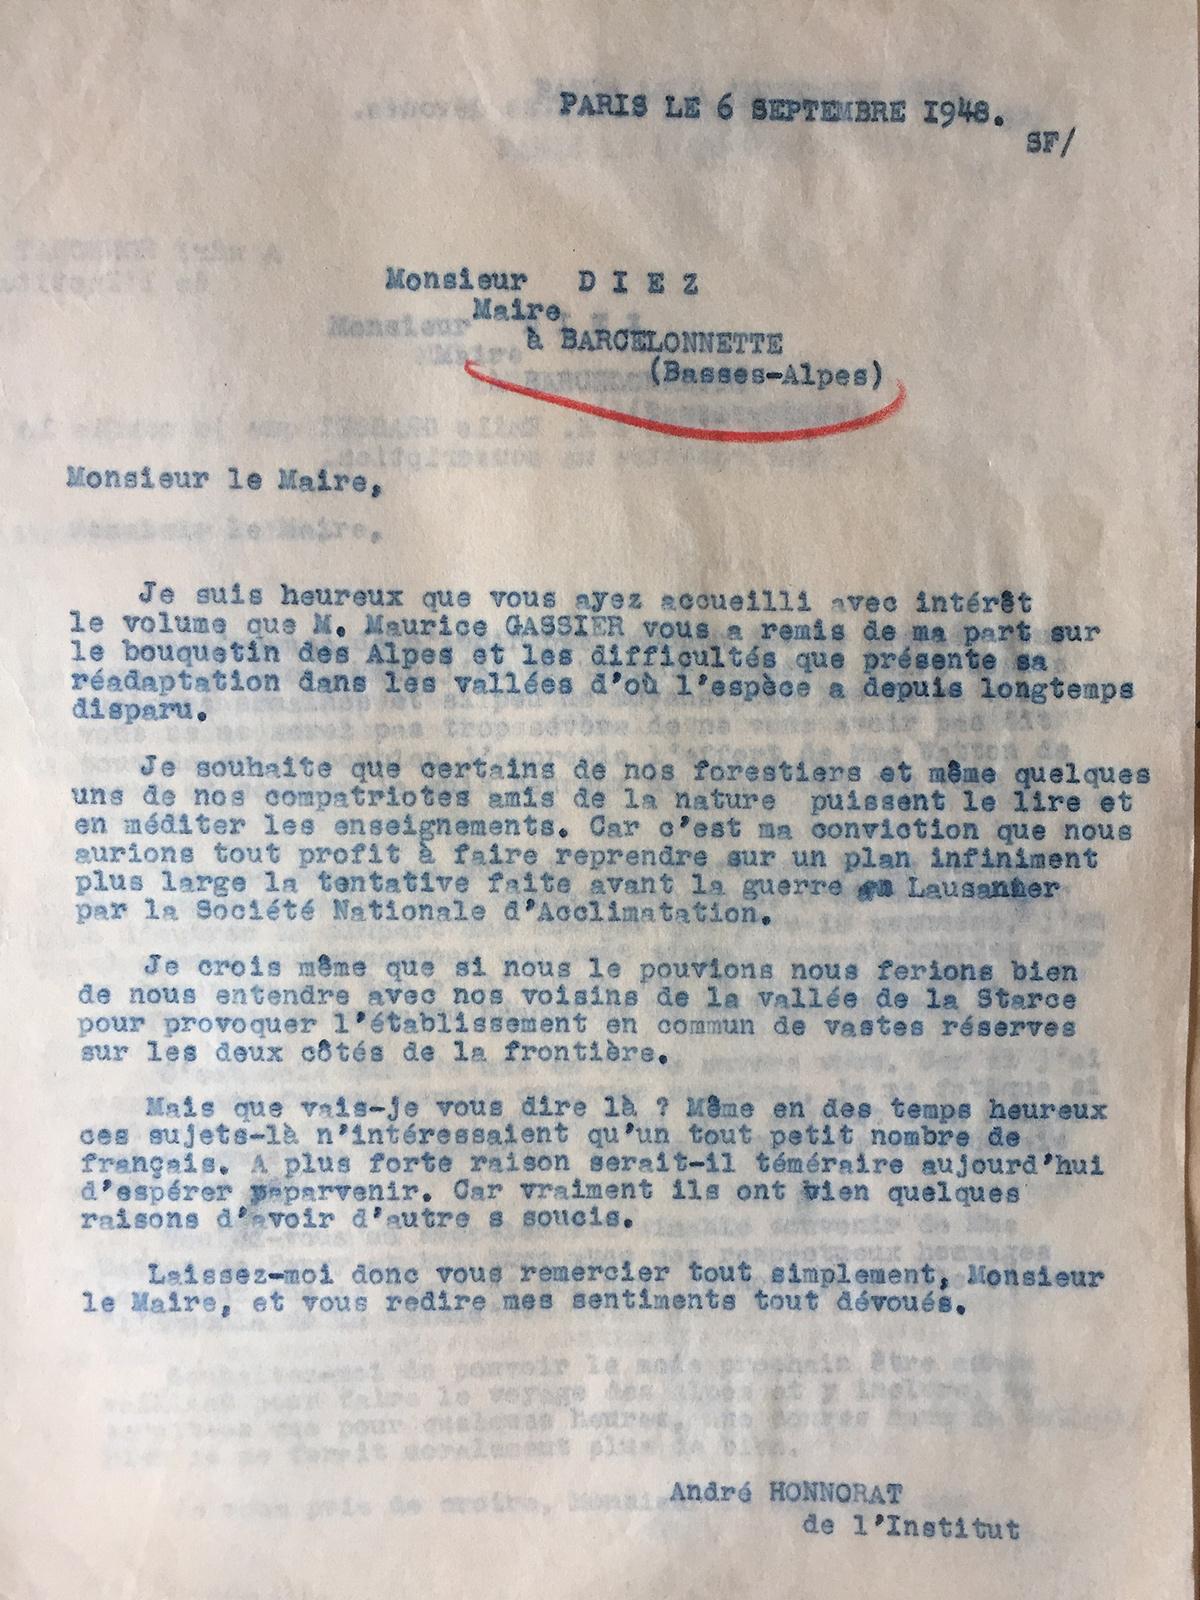 PARIS LE 6 SEPTEMBRE 1948.
SF/
Monsieur D I E Z
Maire
à BARCELONNETTE
(Basses-Alpes)
Monsieur le Maire,
Je suis heureux que vous ayez accueilli avec intérêt
le volume que M. Maurice GASSIER vous a remis de ma part sur
le bouquetin des Alpes et les difficultés que présente sa
réadaptation dans les vallées d'où l'espèce a depuis longtemps
disparu.
Je souhaite que certains de nos forestiers et même quelques
uns de nos compatriotes amis de la nature puissent le lire et
en méditer les enseignements. Car c'est ma conviction que nous
aurions tout profit à faire reprendre sur un plan infiniment
plus large la tentative faite avant la guerre au
par la Société Nationale d'Acclimatation.
Je crois même que si nous le pouvions nous ferions bien
de nous entendre avec nos voisins de la vallée de la Starce
pour provoquer l'établissement en commun de vastes réserves
sur les deux côtés de la frontière.
Mais que vais-je vous dire là ? Même en des temps heureux
ces sujets-là n'intéressaient qu'un tout petit nombre de
français. A plus forte raison serait-il téméraire aujourd'hui
d'espérer paparvenir. Car vraiment ils ont bien quelques
raisons d'avoir d'autre s soucis.
Laissez-moi donc vous remercier tout simplement, Monsieur
le Maire, et vous redire mes sentiments tout dévoués.
André HONNORAT
de l'Institut